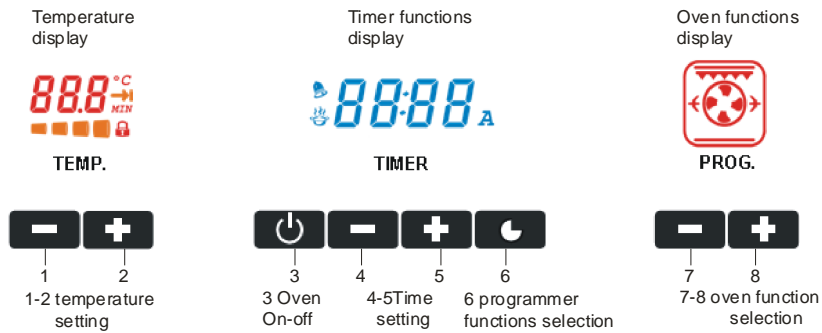 Temperature
display
Timer functions
display
Oven functions
display
88.8 °C
MIN
88:88 A
TEMP.
TIMER
PROG.
1 2 3 4 5 6 7 8
1-2 temperature
setting
3 Oven
On-off
4-5Time
setting
6 programmer
functions selection
7-8 oven function
selection